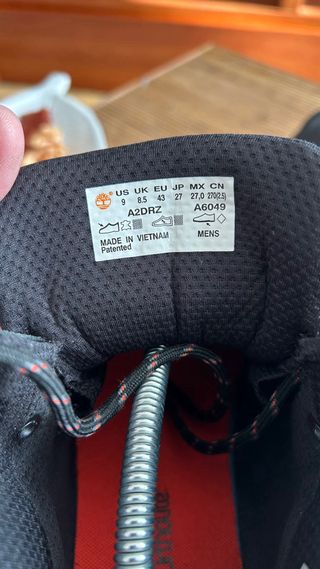 US UK EU JP MX CN
9 8.5 43 27 27,0 270(2.5)
A2DRZ A6049
MADE IN VIETNAM MENS
Patented
ortholite